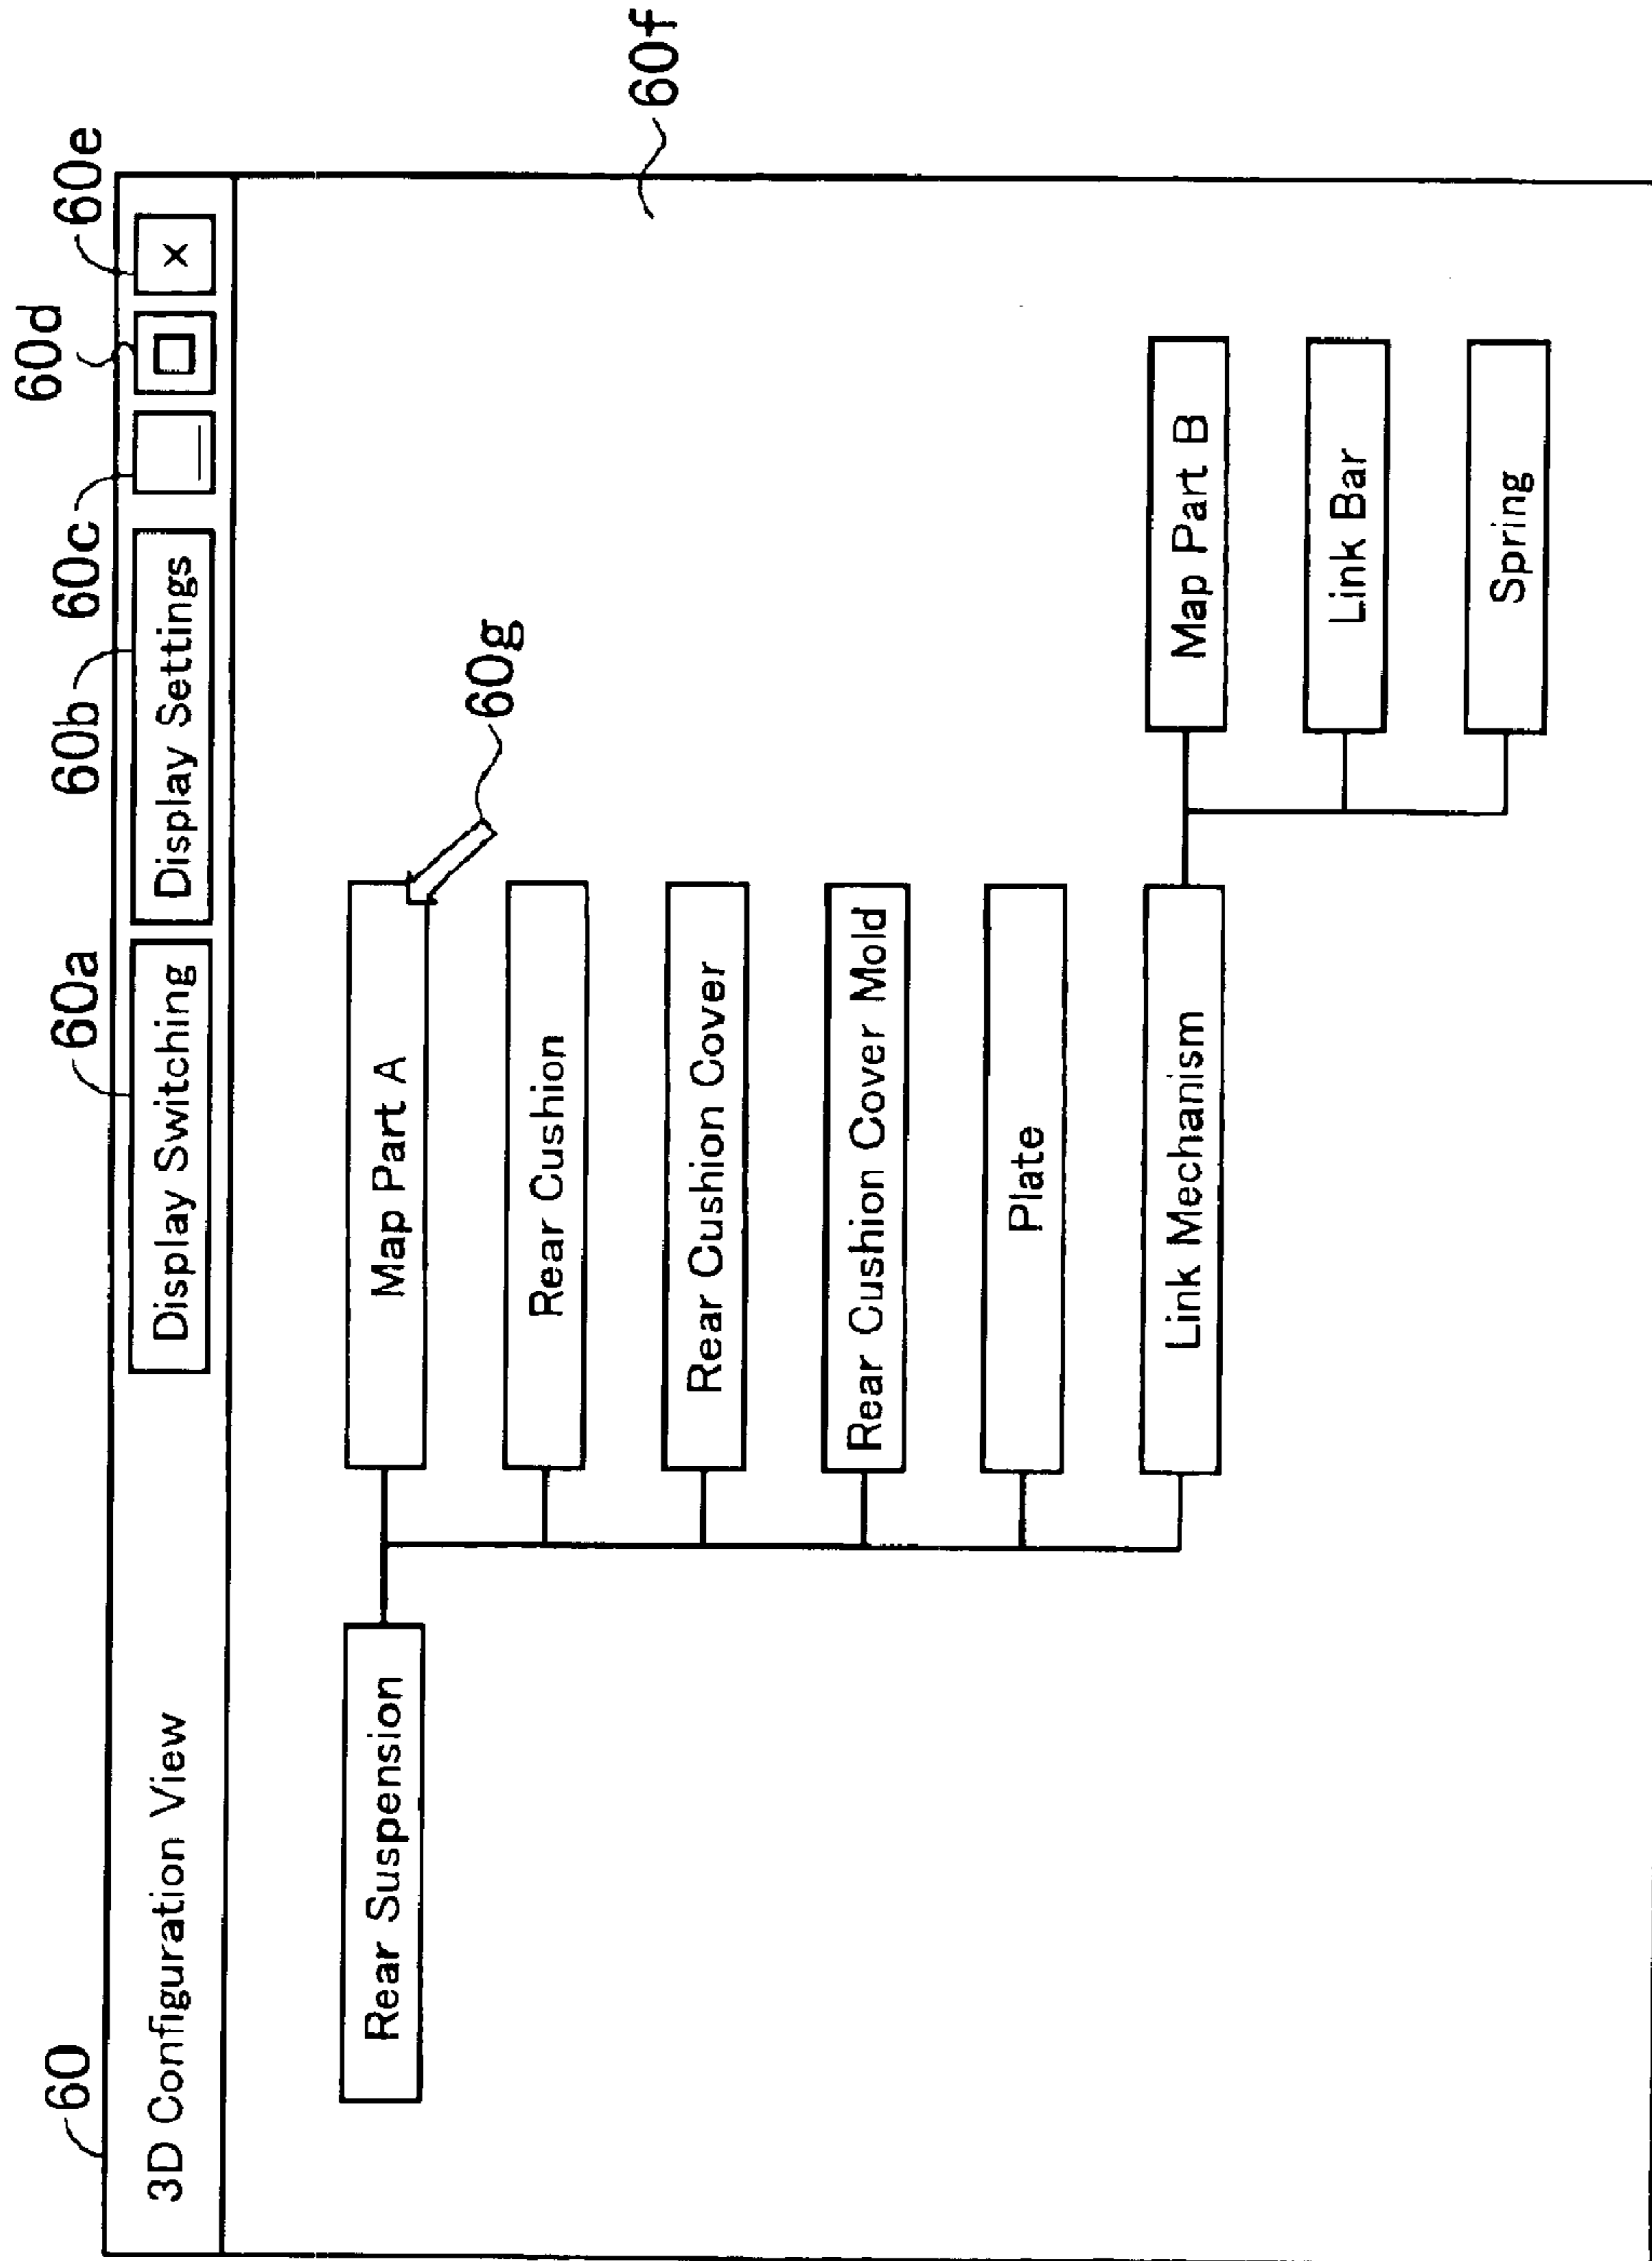 60
60a
60b
60c
60d
60e
3D Configuration View
Display Switching
Display Settings
×
60f
60g
Rear Suspension
Map Part A
Rear Cushion
Rear Cushion Cover
Rear Cushion Cover Mold
Plate
Link Mechanism
Map Part B
Link Bar
Spring